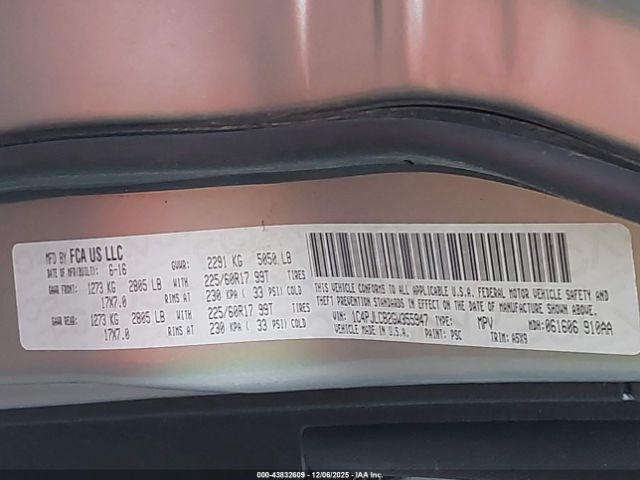 MFD BY FCA US LLC
DATE OF MFR(BUILT): 6-16 GVWR: 2291 KG 5050 LB
GAWR FRONT: 1273 KG 2805 LB 225/60R17 99T TIRES
17X7.0 RIMS AT 230 KPA ( 33 PSI) COLD
GAWR REAR: 1273 KG 2805 LB 225/60R17 99T TIRES
17X7.0 RIMS AT 230 KPA ( 33 PSI) COLD
THIS VEHICLE CONFORMS TO ALL APPLICABLE U.S.A. FEDERAL MOTOR VEHICLE SAFETY AND
THEFT PREVENTION STANDARDS IN EFFECT ON THE DATE OF MANUFACTURE SHOWN ABOVE.
VIN: 1C4PJLCB2GW355947 TYPE: MPV MDH: 061606 910AA
VEHICLE MADE IN U.S.A. PAINT: PSC TRIM: A5X9
000-43832609 - 12/06/2025 - IAAI.com